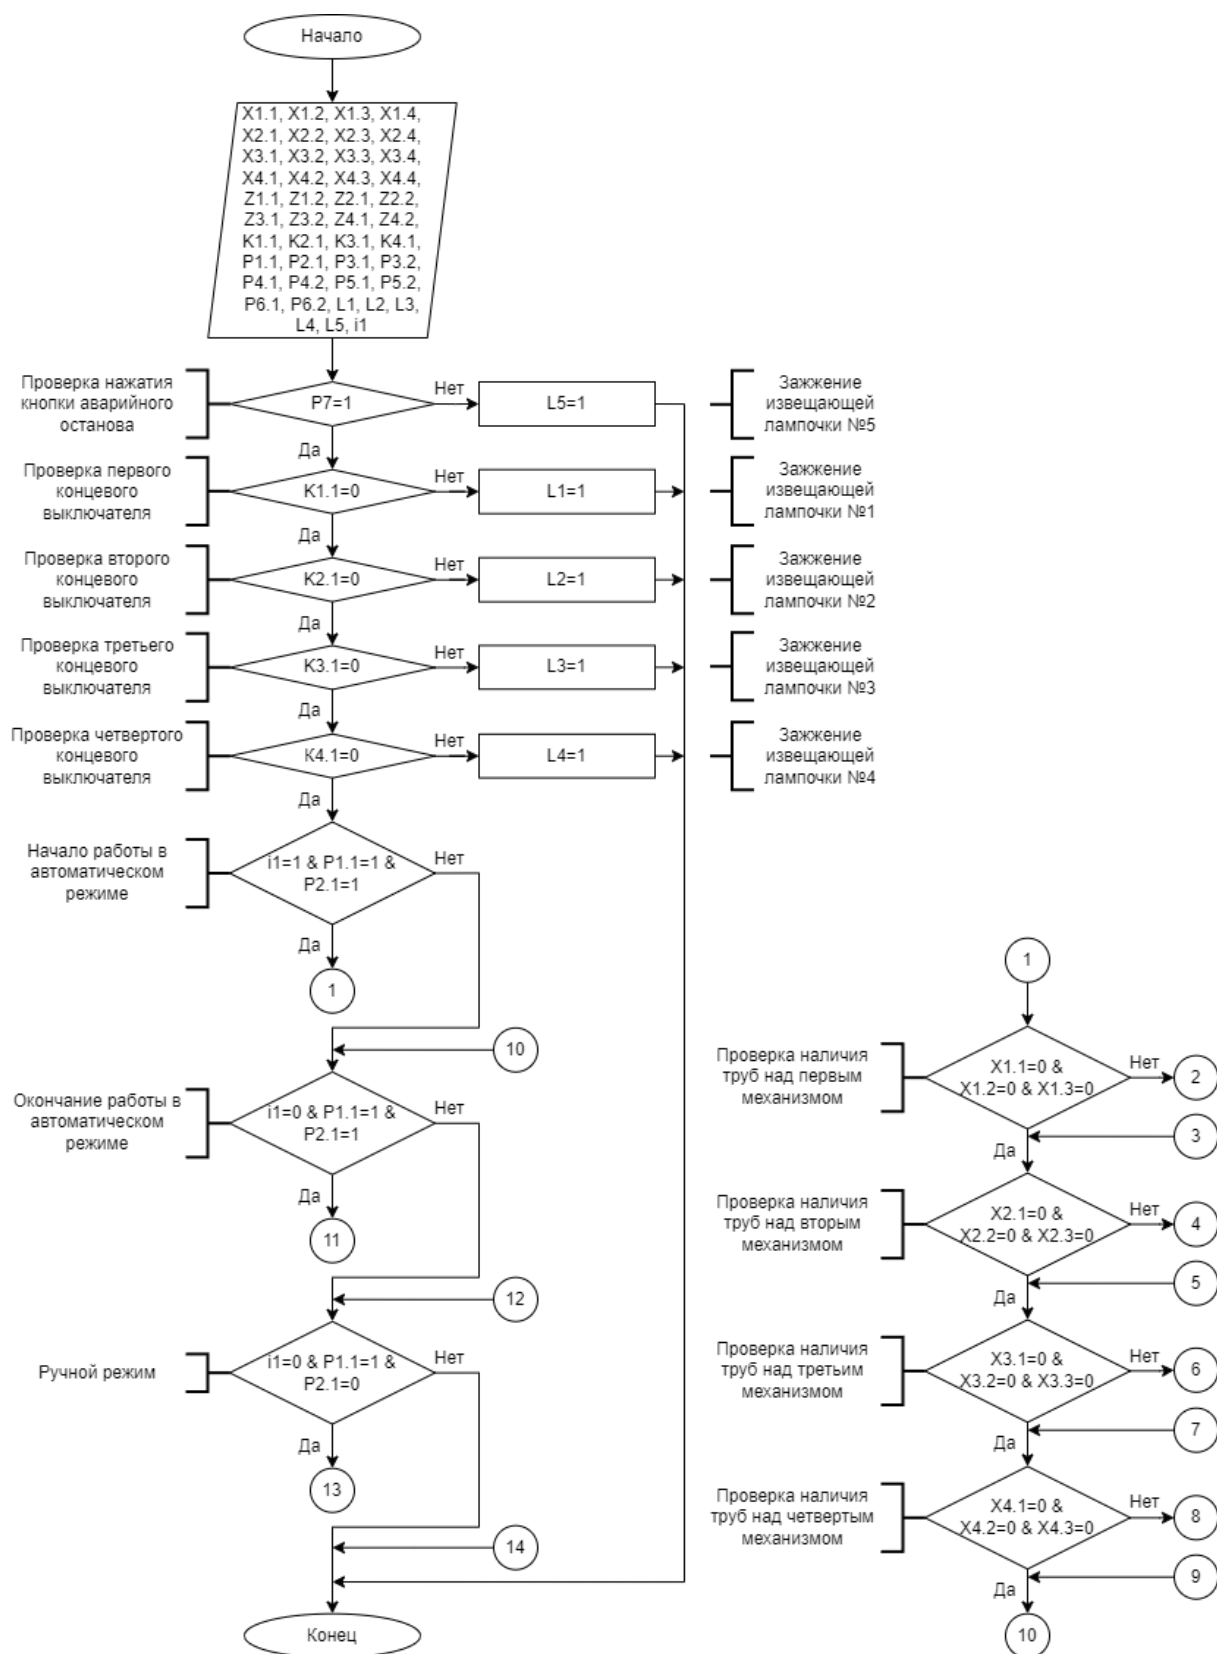 Начало
X1.1, X1.2, X1.3, X1.4,
X2.1, X2.2, X2.3, X2.4,
X3.1, X3.2, X3.3, X3.4,
X4.1, X4.2, X4.3, X4.4,
Z1.1, Z1.2, Z2.1, Z2.2,
Z3.1, Z3.2, Z4.1, Z4.2,
K1.1, K2.1, K3.1, K4.1,
P1.1, P2.1, P3.1, P3.2,
P4.1, P4.2, P5.1, P5.2,
P6.1, P6.2, L1, L2, L3,
L4, L5, i1
Проверка нажатия
кнопки аварийного
останова
P7=1
Нет
L5=1
Зажжение
извещающей
лампочки №5
Да
Проверка первого
концевого
выключателя
K1.1=0
Нет
L1=1
Зажжение
извещающей
лампочки №1
Да
Проверка второго
концевого
выключателя
K2.1=0
Нет
L2=1
Зажжение
извещающей
лампочки №2
Да
Проверка третьего
концевого
выключателя
K3.1=0
Нет
L3=1
Зажжение
извещающей
лампочки №3
Да
Проверка четвертого
концевого
выключателя
K4.1=0
Нет
L4=1
Зажжение
извещающей
лампочки №4
Да
Начало работы в
автоматическом
режиме
i1=1 & P1.1=1 &
P2.1=1
Нет
Да
1
10
Окончание работы в
автоматическом
режиме
i1=0 & P1.1=1 &
P2.1=1
Нет
Да
11
12
Ручной режим
i1=0 & P1.1=1 &
P2.1=0
Нет
Да
13
14
Конец
1
Проверка наличия
труб над первым
механизмом
X1.1=0 &
X1.2=0 & X1.3=0
Нет
2
3
Да
Проверка наличия
труб над вторым
механизмом
X2.1=0 &
X2.2=0 & X2.3=0
Нет
4
5
Да
Проверка наличия
труб над третьим
механизмом
X3.1=0 &
X3.2=0 & X3.3=0
Нет
6
7
Да
Проверка наличия
труб над четвертым
механизмом
X4.1=0 &
X4.2=0 & X4.3=0
Нет
8
9
Да
10